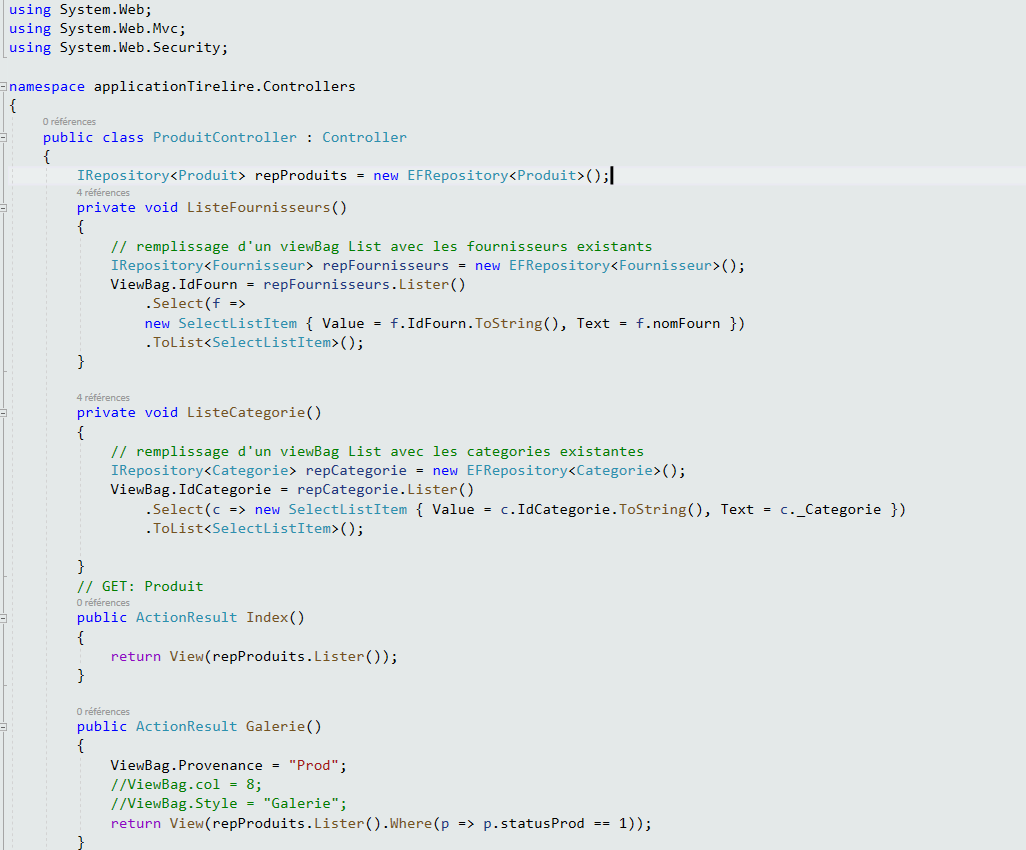 using System.Web;
using System.Web.Mvc;
using System.Web.Security;
namespace applicationTirelire.Controllers
{
0 références
public class ProduitController : Controller
{
IRepository<Produit> repProduits = new EFRepository<Produit>();
4 références
private void ListeFournisseurs()
{
// remplissage d'un viewBag List avec les fournisseurs existants
IRepository<Fournisseur> repFournisseurs = new EFRepository<Fournisseur>();
ViewBag.IdFourn = repFournisseurs.Lister()
.Select(f =>
new SelectListItem { Value = f.IdFourn.ToString(), Text = f.nomFourn })
.ToList<SelectListItem>();
}
4 références
private void ListeCategorie()
{
// remplissage d'un viewBag List avec les categories existantes
IRepository<Categorie> repCategorie = new EFRepository<Categorie>();
ViewBag.IdCategorie = repCategorie.Lister()
.Select(c => new SelectListItem { Value = c.IdCategorie.ToString(), Text = c._Categorie })
.ToList<SelectListItem>();
}
// GET: Produit
0 références
public ActionResult Index()
{
return View(repProduits.Lister());
}
0 références
public ActionResult Galerie()
{
ViewBag.Provenance = "Prod";
//ViewBag.col = 8;
//ViewBag.Style = "Galerie";
return View(repProduits.Lister().Where(p => p.statusProd == 1));
}